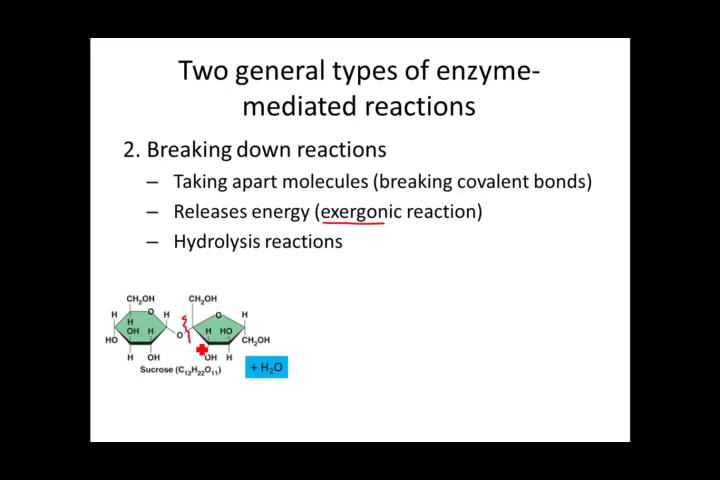 Two general types of enzyme-
mediated reactions
2. Breaking down reactions
– Taking apart molecules (breaking covalent bonds)
– Releases energy (exergonic reaction)
– Hydrolysis reactions
CH₂OH CH₂OH
H O H O H
H
OH H H HO
HO O CH₂OH
H OH OH H
Sucrose (C₁₂H₂₂O₁₁) + H₂O